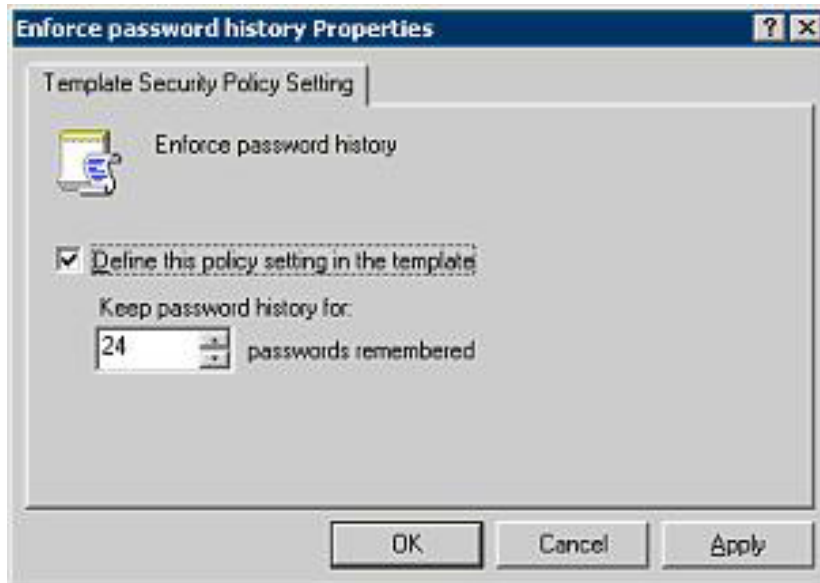 Enforce password history Properties
Template Security Policy Setting
Enforce password history
Define this policy setting in the template
Keep password history for:
24 passwords remembered
OK Cancel Apply